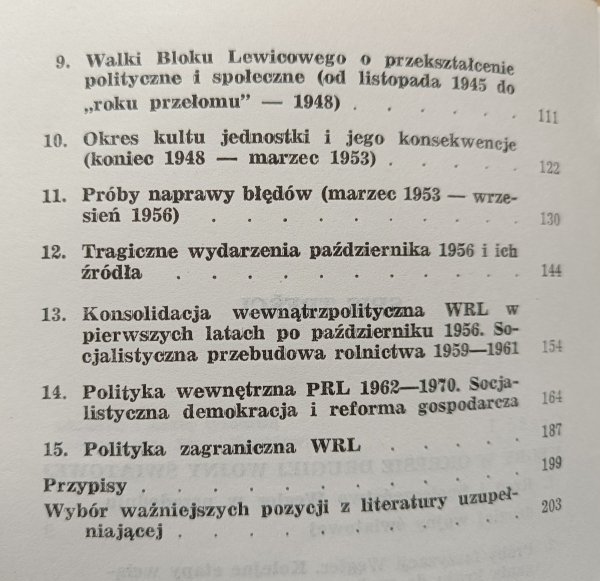 9. Walki Bloku Lewicowego o przekształcenie
polityczne i społeczne (od listopada 1945 do
„roku przełomu” — 1948) . . . . . . 111
10. Okres kultu jednostki i jego konsekwencje
(koniec 1948 — marzec 1953) . . . . . 122
11. Próby naprawy błędów (marzec 1953 — wrze-
sień 1956) . . . . . . . . . . 130
12. Tragiczne wydarzenia października 1956 i ich
źródła . . . . . . . . . . 144
13. Konsolidacja wewnątrzpolityczna WRL w
pierwszych latach po październiku 1956. So-
cjalistyczna przebudowa rolnictwa 1959—1961 154
14. Polityka wewnętrzna PRL 1962—1970. Socja-
listyczna demokracja i reforma gospodarcza 164
15. Polityka zagraniczna WRL . . . . . 187
Przypisy . . . . . . . . . . 199
Wybór ważniejszych pozycji z literatury uzupeł-
niającej . . . . . . . . . . 203